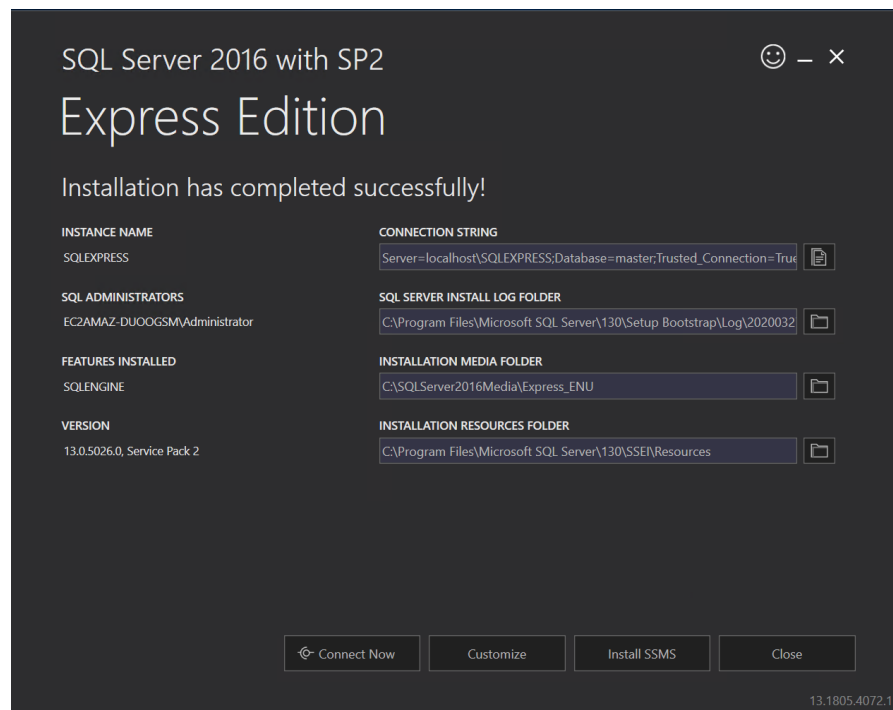 SQL Server 2016 with SP2
Express Edition
Installation has completed successfully!
INSTANCE NAME
SQLEXPRESS
CONNECTION STRING
Server=localhost\SQLEXPRESS;Database=master;Trusted_Connection=True
SQL ADMINISTRATORS
EC2AMAZ-DUOOGSM\Administrator
SQL SERVER INSTALL LOG FOLDER
C:\Program Files\Microsoft SQL Server\130\Setup Bootstrap\Log\2020032
FEATURES INSTALLED
SQLENGINE
INSTALLATION MEDIA FOLDER
C:\SQLServer2016Media\Express_ENU
VERSION
13.0.5026.0, Service Pack 2
INSTALLATION RESOURCES FOLDER
C:\Program Files\Microsoft SQL Server\130\SSEI\Resources
Connect Now
Customize
Install SSMS
Close
13.1805.4072.1